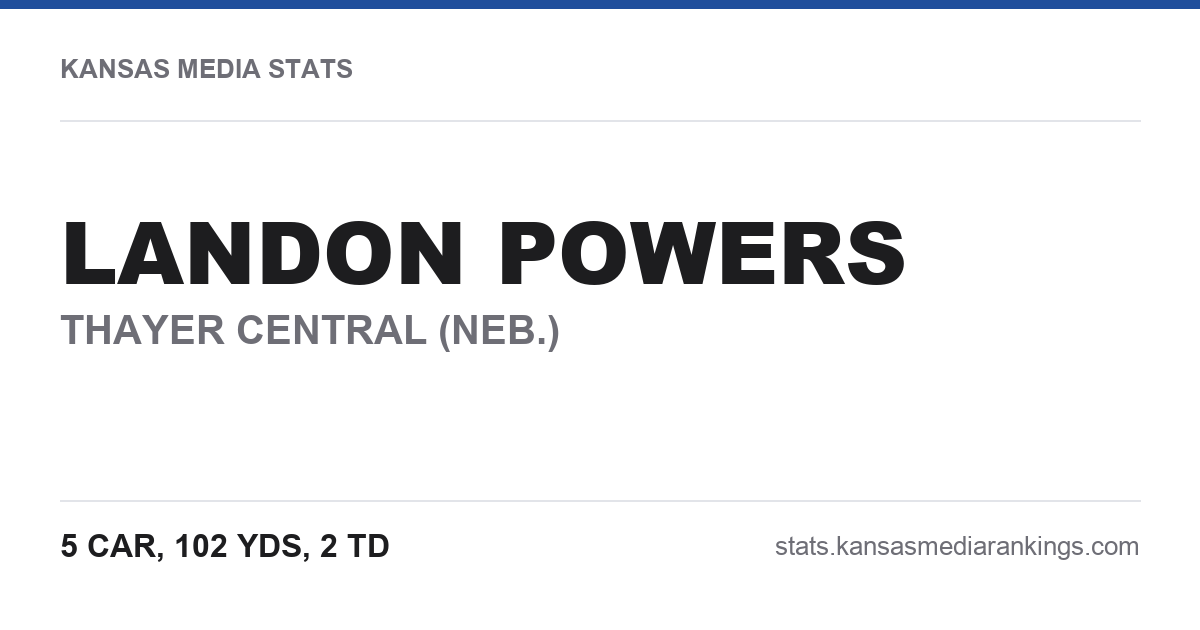 KANSAS MEDIA STATS
LANDON POWERS
THAYER CENTRAL (NEB.)
5 CAR, 102 YDS, 2 TD
stats.kansasmediarankings.com